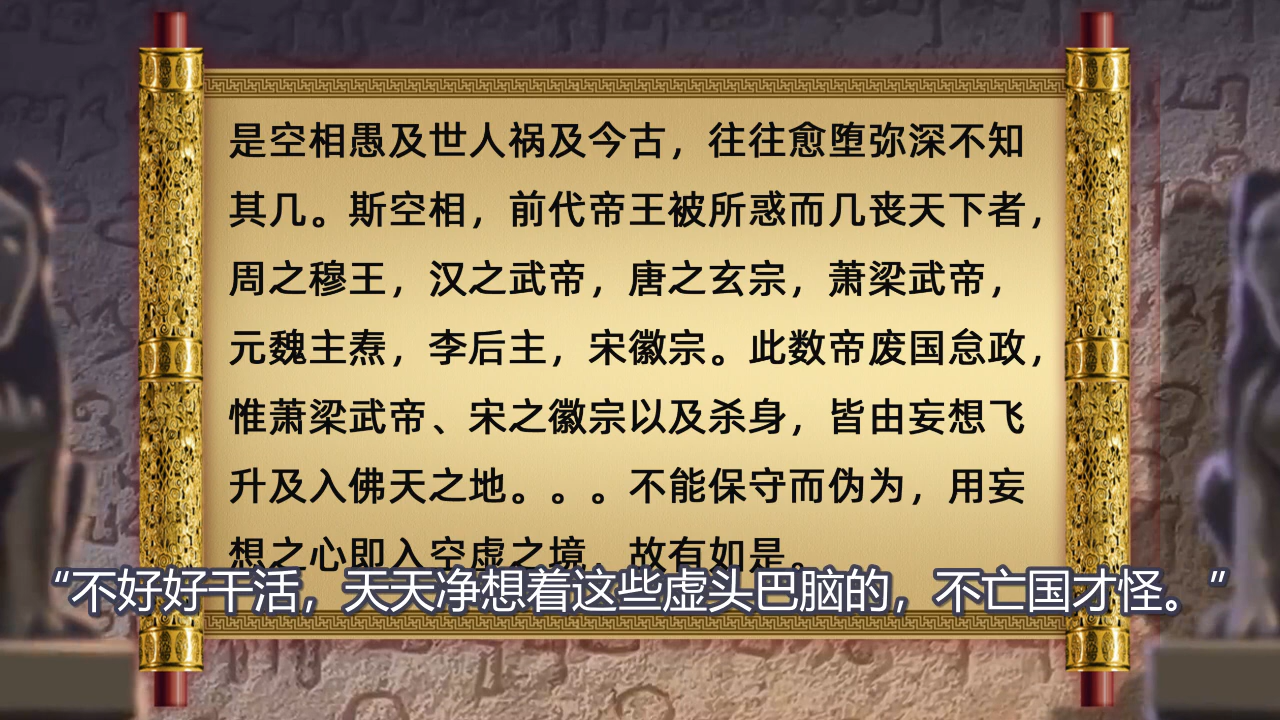 是空相愚及世人祸及今古，往往愈堕弥深不知
其几。斯空相，前代帝王被所惑而几丧天下者，
周之穆王，汉之武帝，唐之玄宗，萧梁武帝，
元魏主焘，李后主，宋徽宗。此数帝废国怠政，
惟萧梁武帝、宋之徽宗以及杀身，皆由妄想飞
升及入佛天之地。。。不能保守而伪为，用妄
想之心即入空虚之境，故有如是。
“不好好干活，天天净想着这些虚头巴脑的，不亡国才怪。”